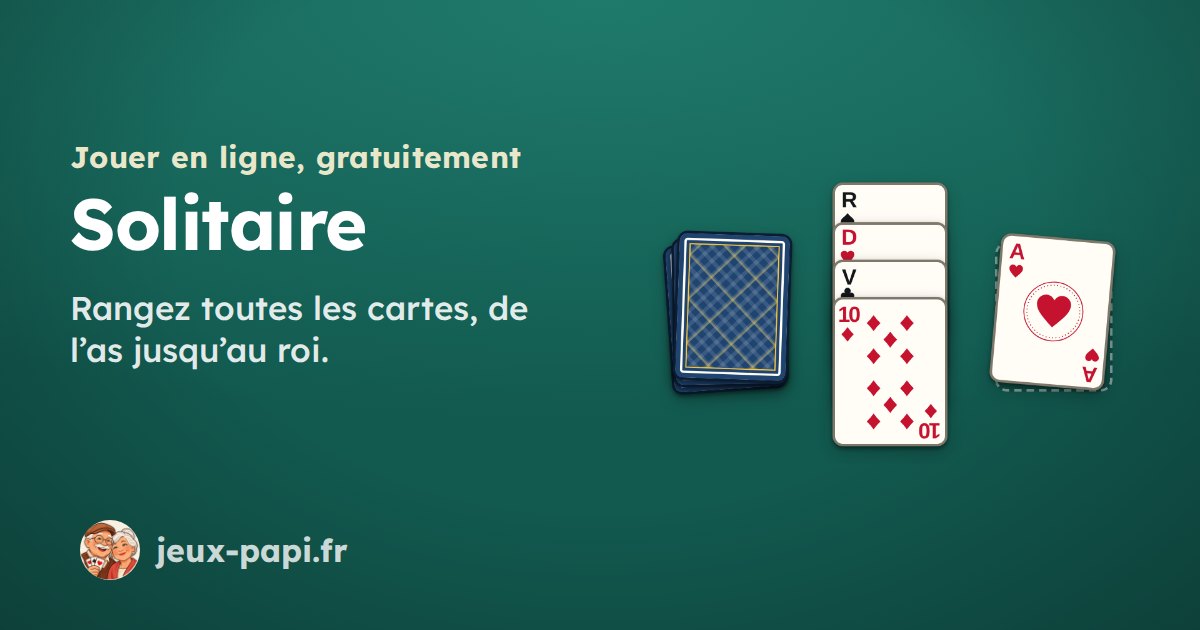 Jouer en ligne, gratuitement
Solitaire
Rangez toutes les cartes, de
l’as jusqu’au roi.
R
D
V
10
10
A
A
jeux-papi.fr